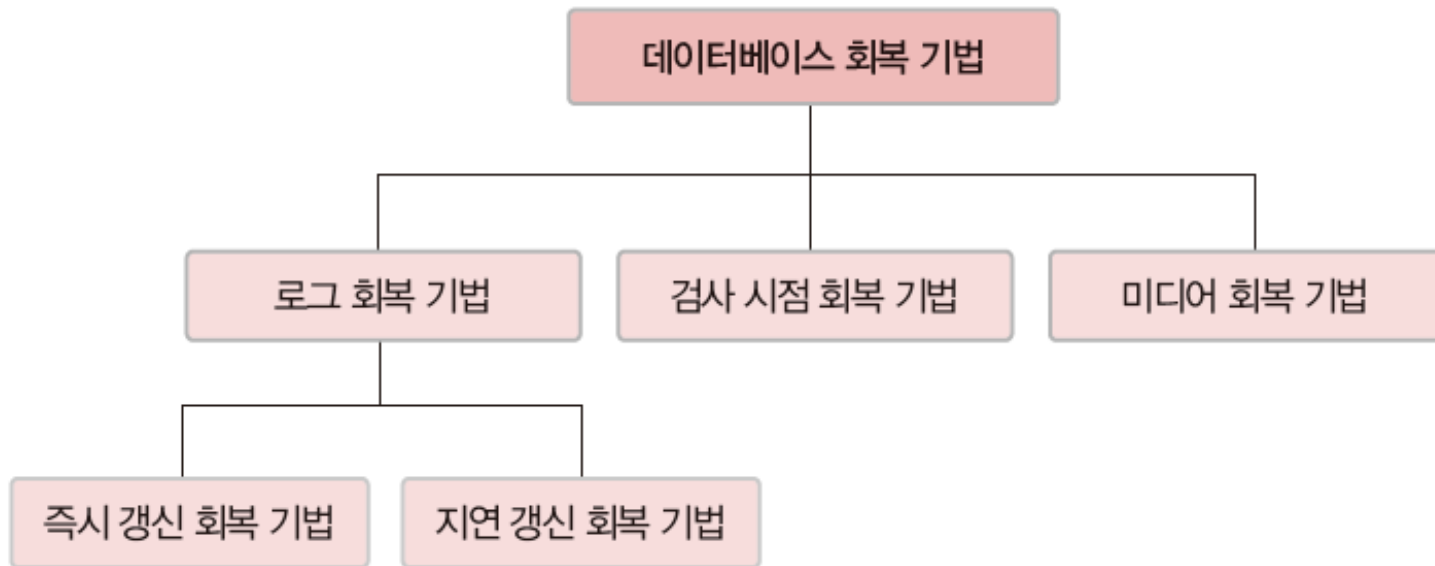 데이터베이스 회복 기법
로그 회복 기법
검사 시점 회복 기법
미디어 회복 기법
즉시 갱신 회복 기법
지연 갱신 회복 기법